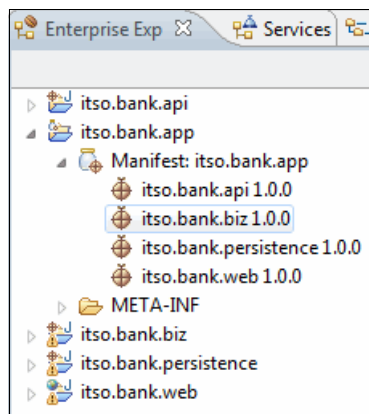 Enterprise Exp Services
itso.bank.api
itso.bank.app
Manifest: itso.bank.app
itso.bank.api 1.0.0
itso.bank.biz 1.0.0
itso.bank.persistence 1.0.0
itso.bank.web 1.0.0
META-INF
itso.bank.biz
itso.bank.persistence
itso.bank.web